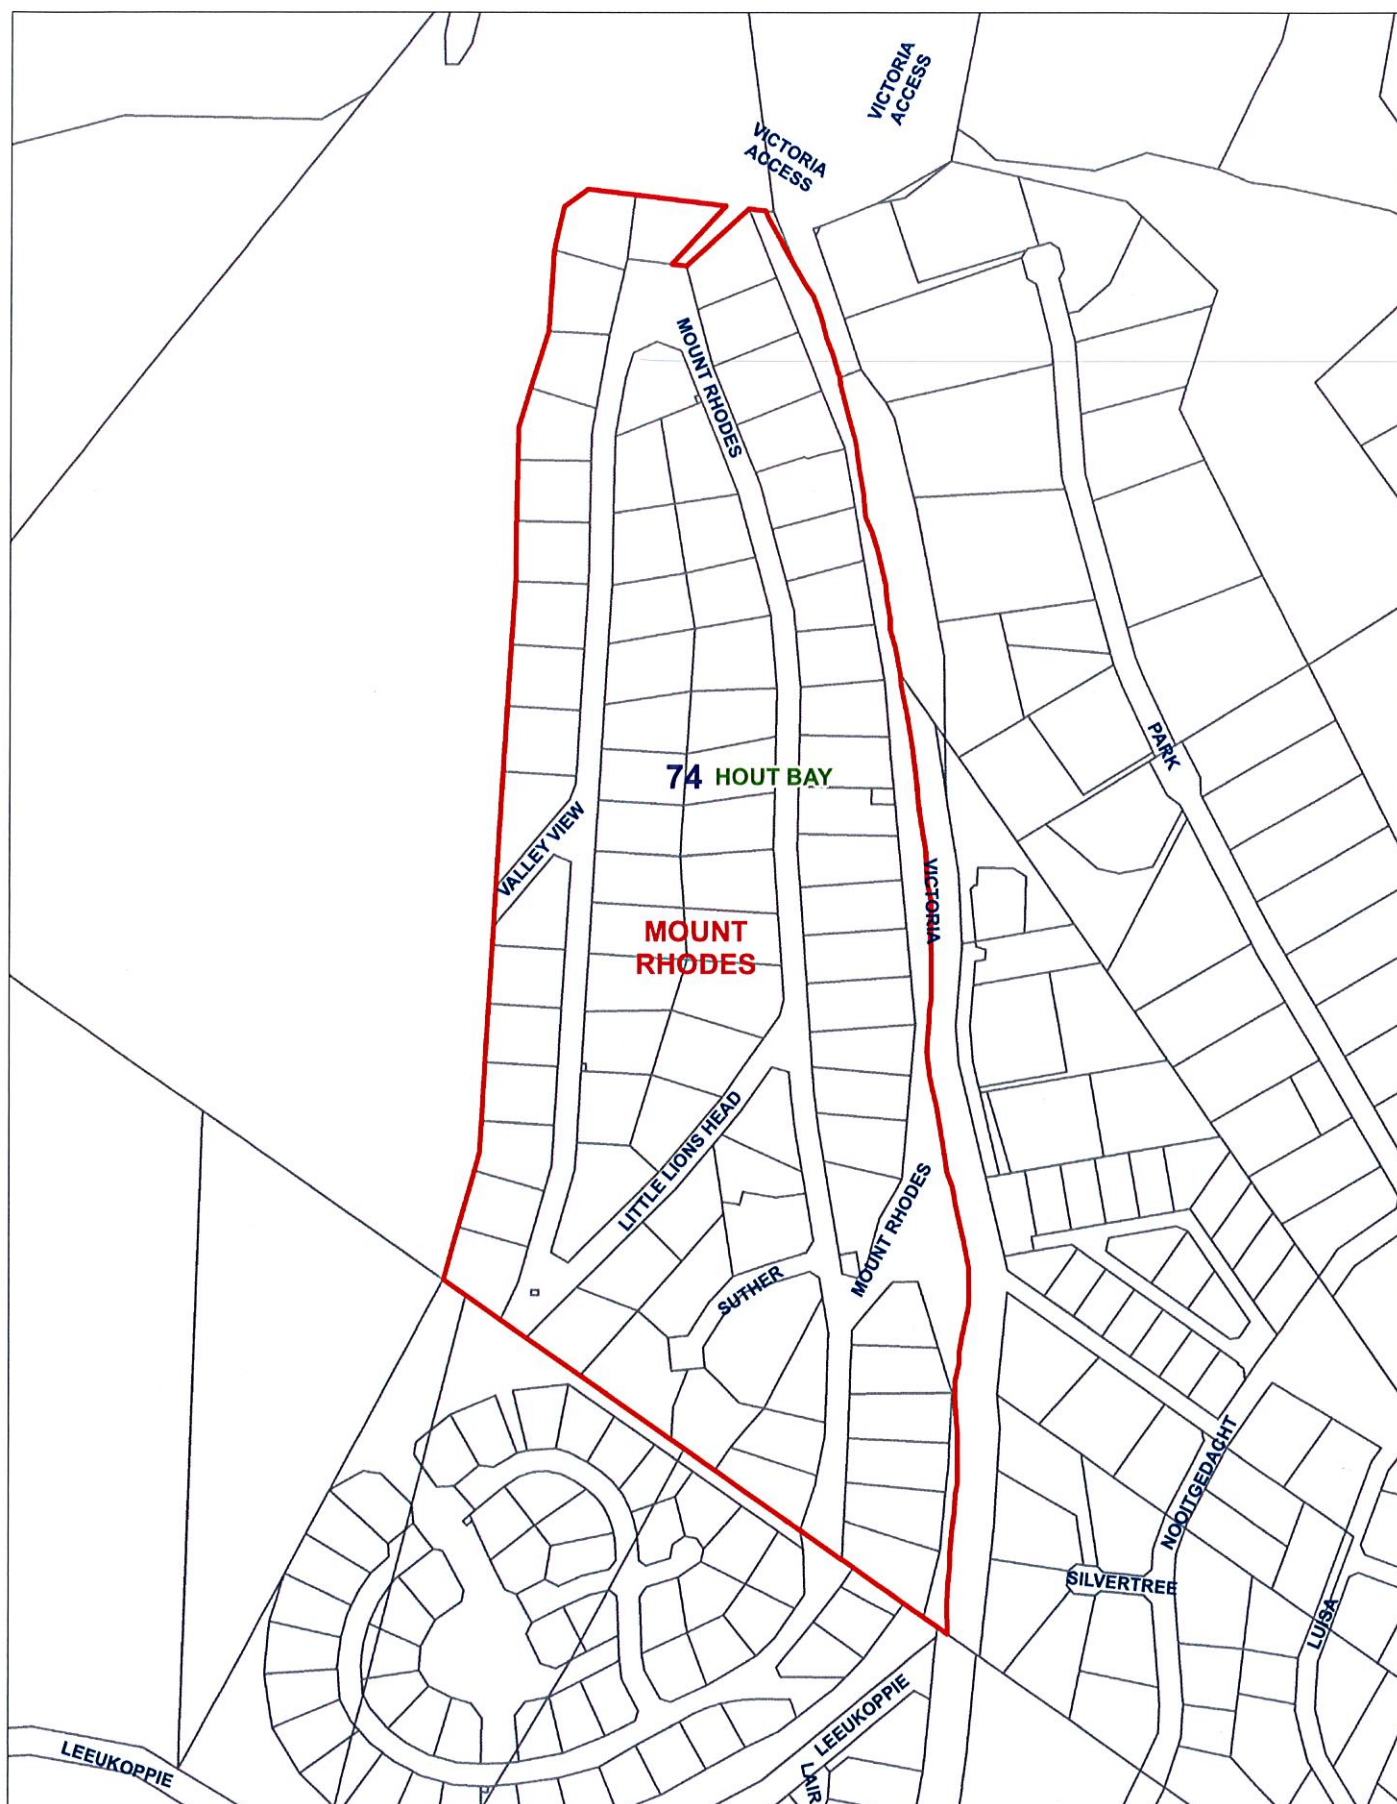 VICTORIA
ACCESS
VICTORIA
ACCESS
MOUNT RHODES
PARK
74 HOUT BAY
VALLEY VIEW
VICTORIA
MOUNT
RHODES
LITTLE LIONS HEAD
MOUNT RHODES
SUTHER
NOOITGEDACHT
SILVERTREE
LUISA
LEEUKOPPIE
LEEUKOPPIE
LAIR